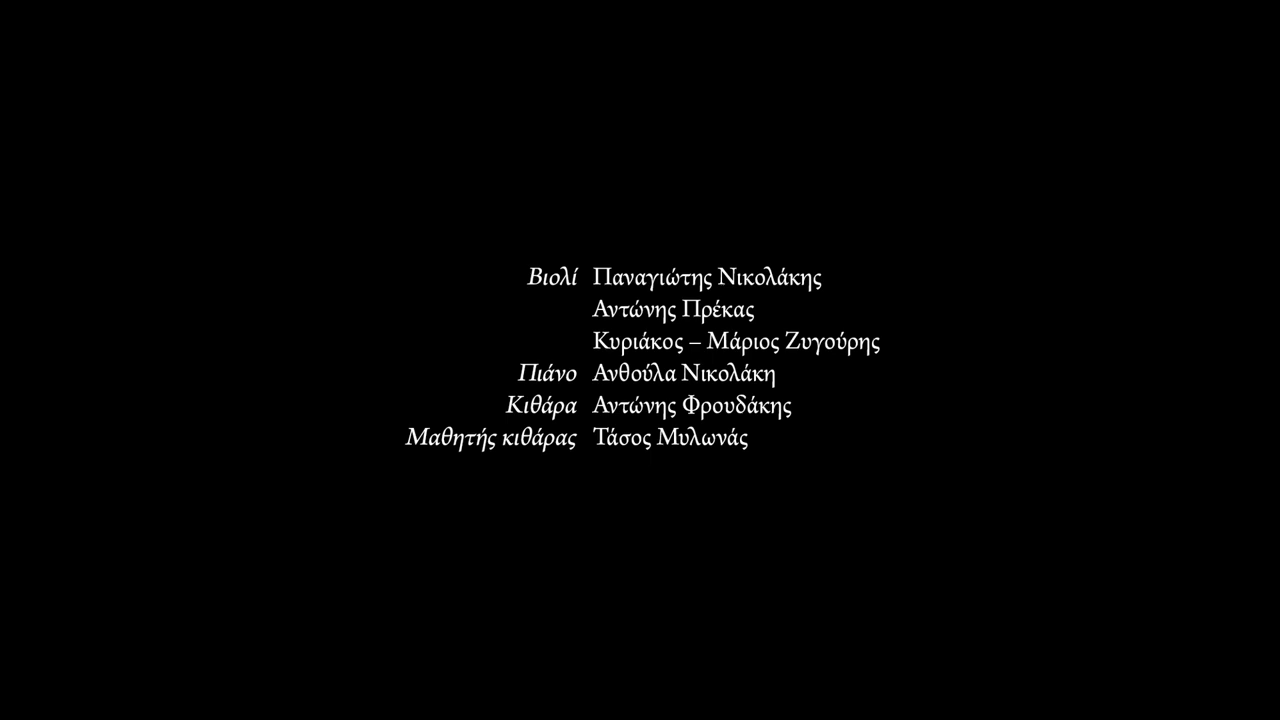 Βιολί Παναγιώτης Νικολάκης
Αντώνης Πρέκας
Κυριάκος – Μάριος Ζυγούρης
Πιάνο Ανθούλα Νικολάκη
Κιθάρα Αντώνης Φρουδάκης
Μαθητής κιθάρας Τάσος Μυλωνάς